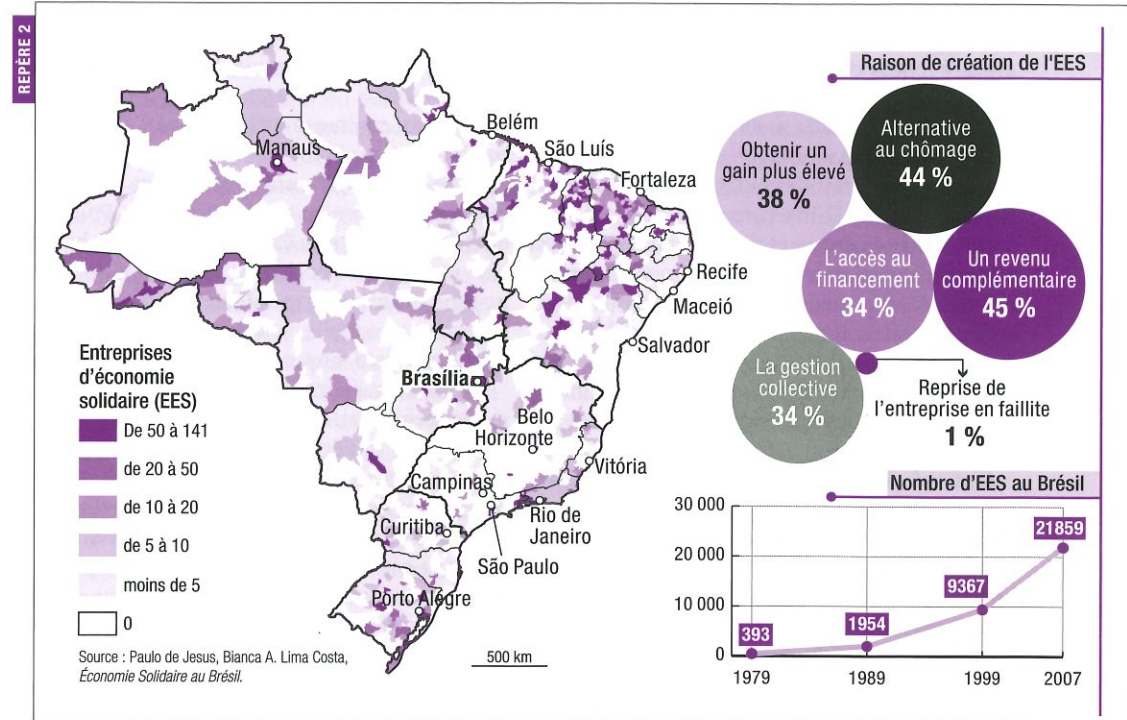 REPÈRE 2
Belém
São Luís
Manaus
Fortaleza
Recife
Maceió
Salvador
Brasília
Belo
Horizonte
Vitória
Campinas
Rio de
Janeiro
Curitiba
São Paulo
Porto Alegre
Entreprises
d'économie
solidaire (EES)
De 50 à 141
de 20 à 50
de 10 à 20
de 5 à 10
moins de 5
0
Source : Paulo de Jesus, Bianca A. Lima Costa,
Économie Solidaire au Brésil.
500 km
Raison de création de l'EES
Obtenir un
gain plus élevé
38 %
Alternative
au chômage
44 %
L'accès au
financement
34 %
Un revenu
complémentaire
45 %
La gestion
collective
34 %
Reprise de
l'entreprise en faillite
1 %
Nombre d'EES au Brésil
30 000
20 000
10 000
0
393
1954
9367
21859
1979
1989
1999
2007